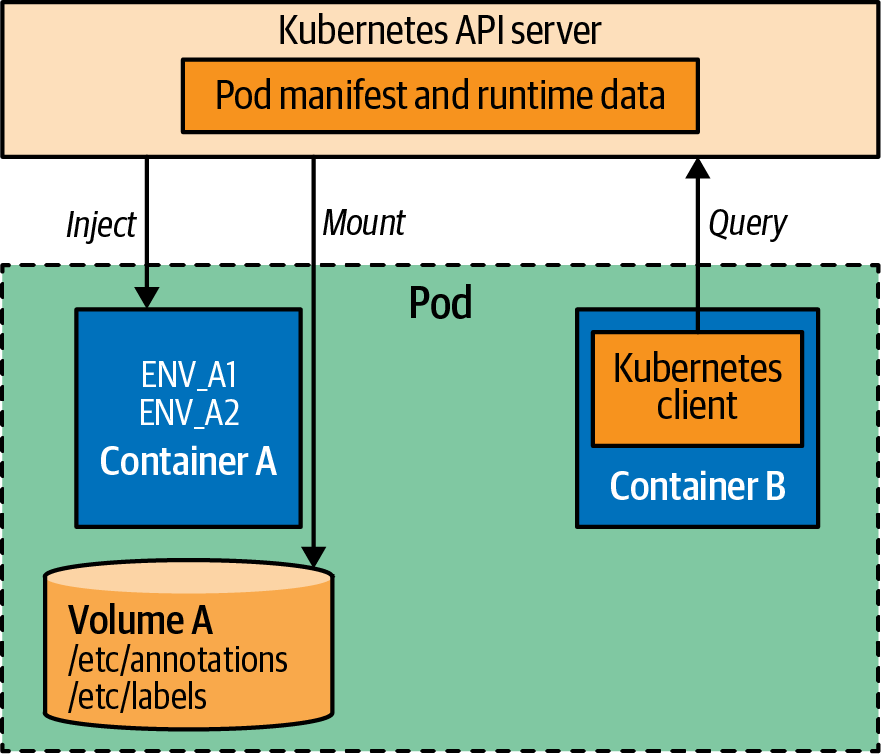 Kubernetes API server
Pod manifest and runtime data
Inject
Mount
Query
Pod
ENV_A1
ENV_A2
Container A
Kubernetes
client
Container B
Volume A
/etc/annotations
/etc/labels